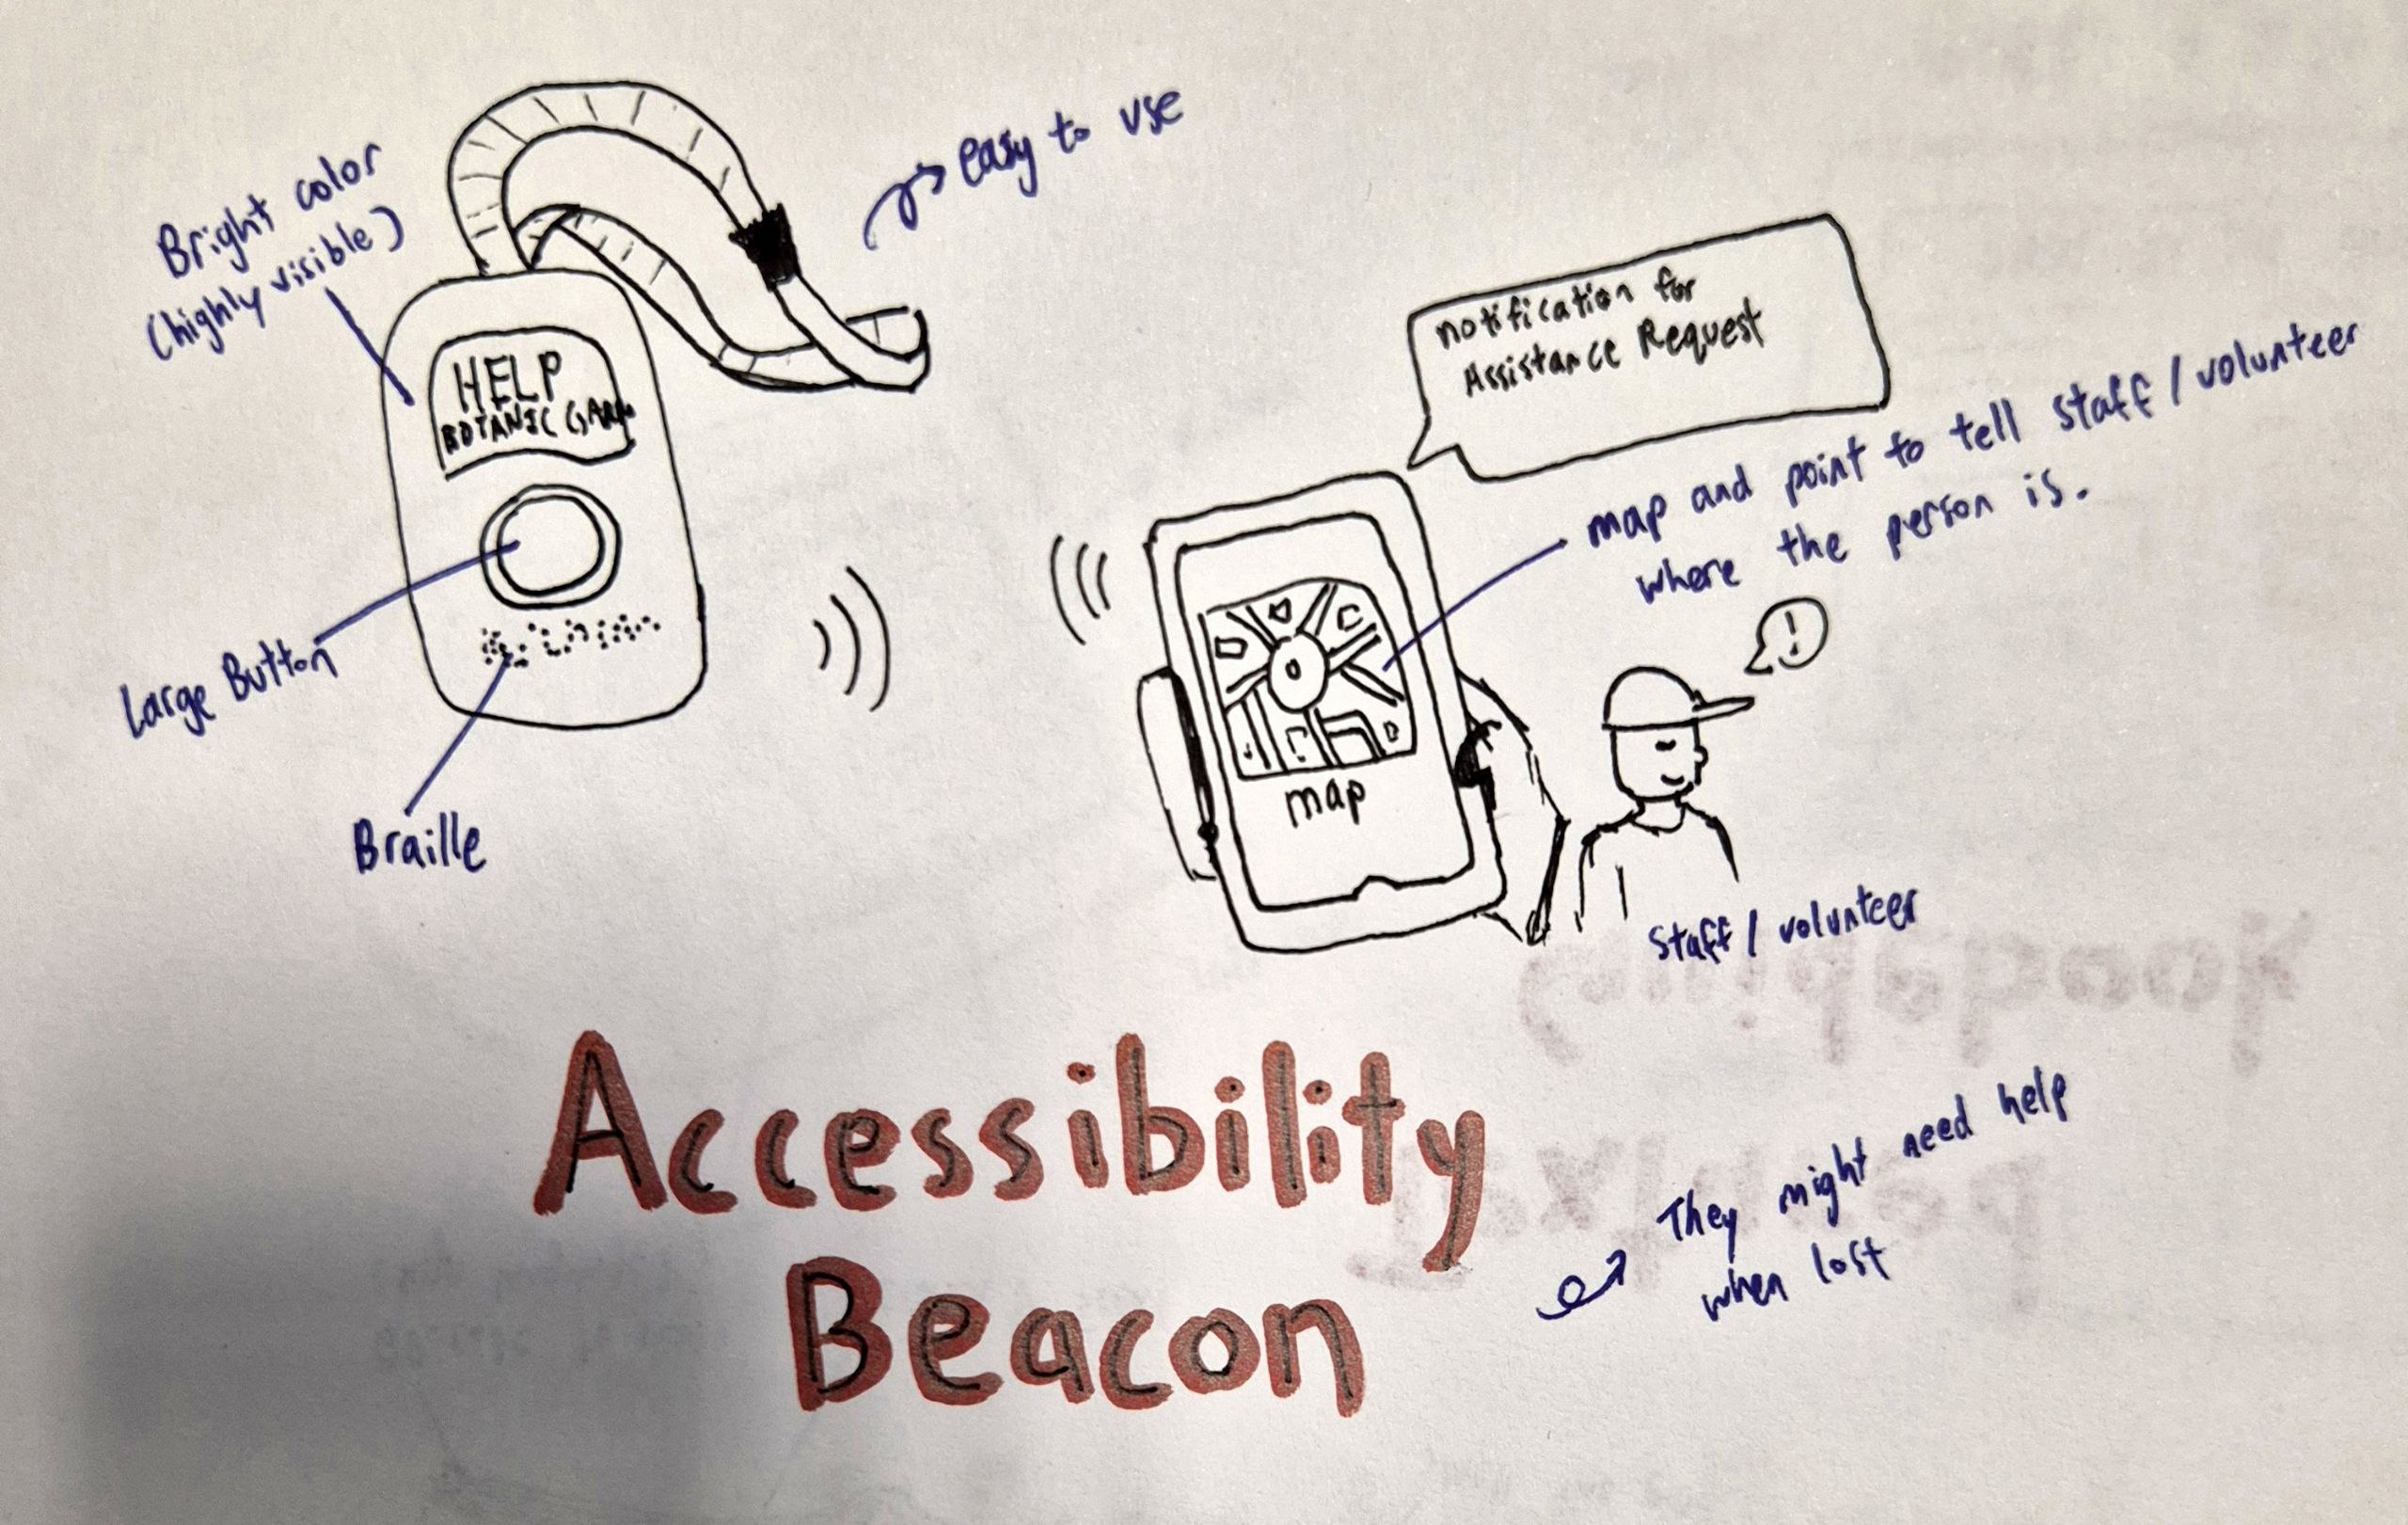 Bright color
(highly visible)
easy to use
HELP
BOTANIC GARD
Large Button
Braille
notification for
Assistance Request
map and point to tell staff / volunteer
where the person is.
!
map
Staff / volunteer
Accessibility
Beacon
They might need help
when lost